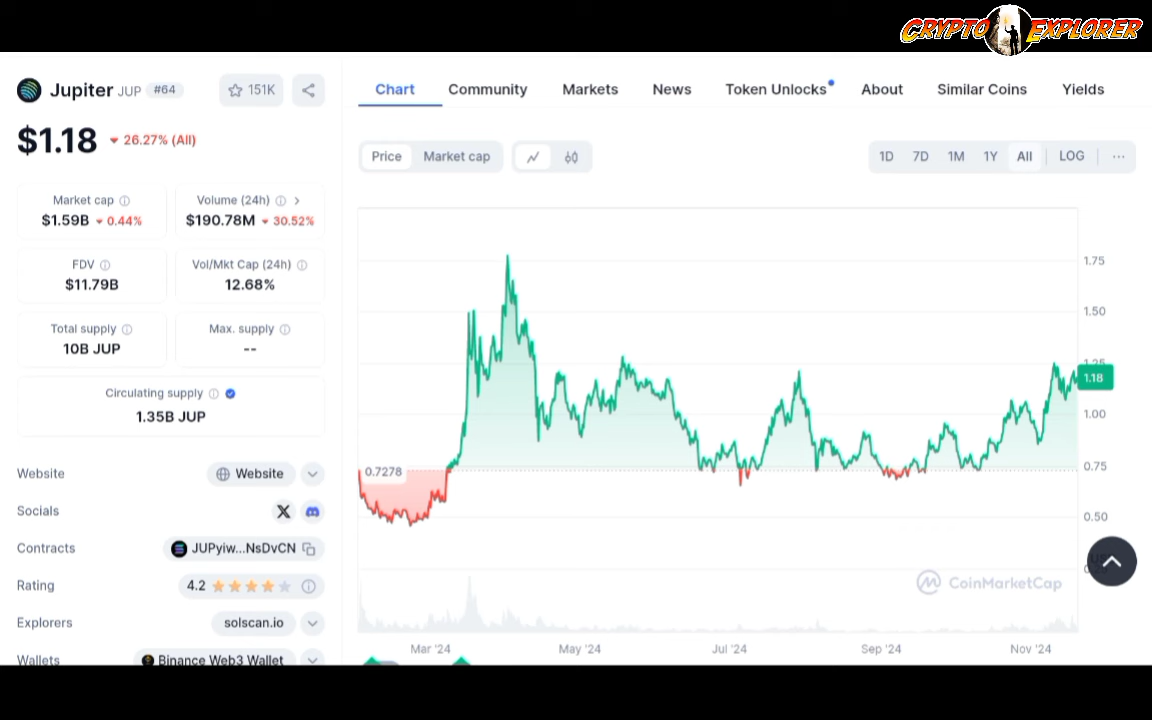 CRYPTO EXPLORER
Jupiter JUP #64
151K
Chart Community Markets News Token Unlocks About Similar Coins Yields
$1.18 26.27% (All)
Price Market cap
1D 7D 1M 1Y All LOG ...
Market cap
$1.59B 0.44%
Volume (24h)
$190.78M 30.52%
FDV
$11.79B
Vol/Mkt Cap (24h)
12.68%
Total supply
10B JUP
Max. supply
--
Circulating supply
1.35B JUP
Website Website
Socials
Contracts JUPyiw...NsDvCN
Rating 4.2
Explorers solscan.io
Wallets Binance Web3 Wallet
1.75
1.50
1.25
1.18
1.00
0.75
0.50
0.7278
CoinMarketCap
Mar '24 May '24 Jul '24 Sep '24 Nov '24